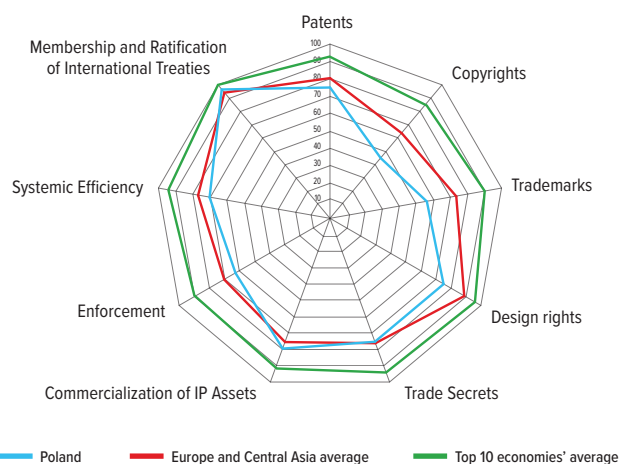 Patents
Membership and Ratification
of International Treaties
Copyrights
Systemic Efficiency
Trademarks
Enforcement
Design rights
Commercialization of IP Assets
Trade Secrets
100
90
80
70
60
50
40
30
20
10
Poland
Europe and Central Asia average
Top 10 economies' average